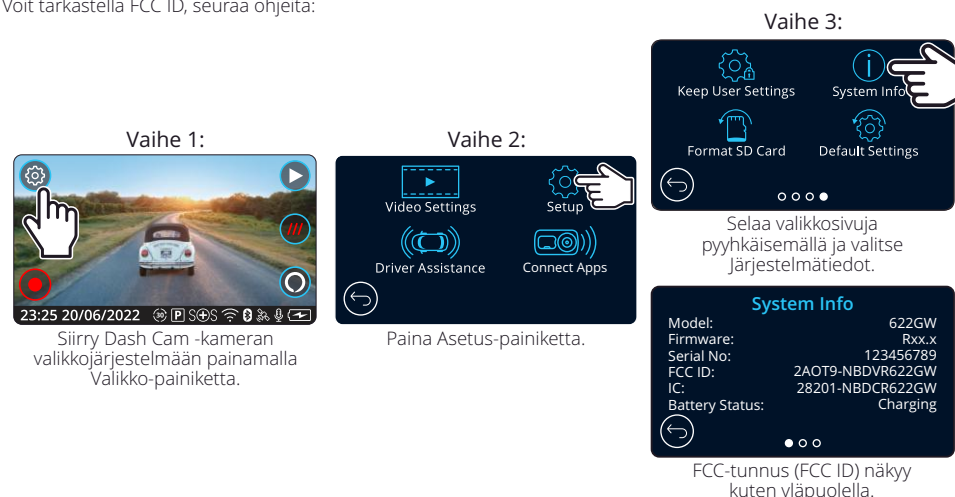 Voit tarkastella FCC ID, seuraa ohjeita:
Vaihe 1:
23:25 20/06/2022
Siirry Dash Cam -kameran
valikkojärjestelmään painamalla
Valikko-painiketta.
Vaihe 2:
Video Settings
Setup
Driver Assistance
Connect Apps
Paina Asetus-painiketta.
Vaihe 3:
Keep User Settings
System Info
Format SD Card
Default Settings
Selaa valikkosivuja
pyyhkäisemällä ja valitse
Järjestelmätiedot.
System Info
Model: 622GW
Firmware: Rxx.x
Serial No: 123456789
FCC ID: 2AOT9-NBDVR622GW
IC: 28201-NBDCR622GW
Battery Status: Charging
FCC-tunnus (FCC ID) näkyy
kuten yläpuolella.